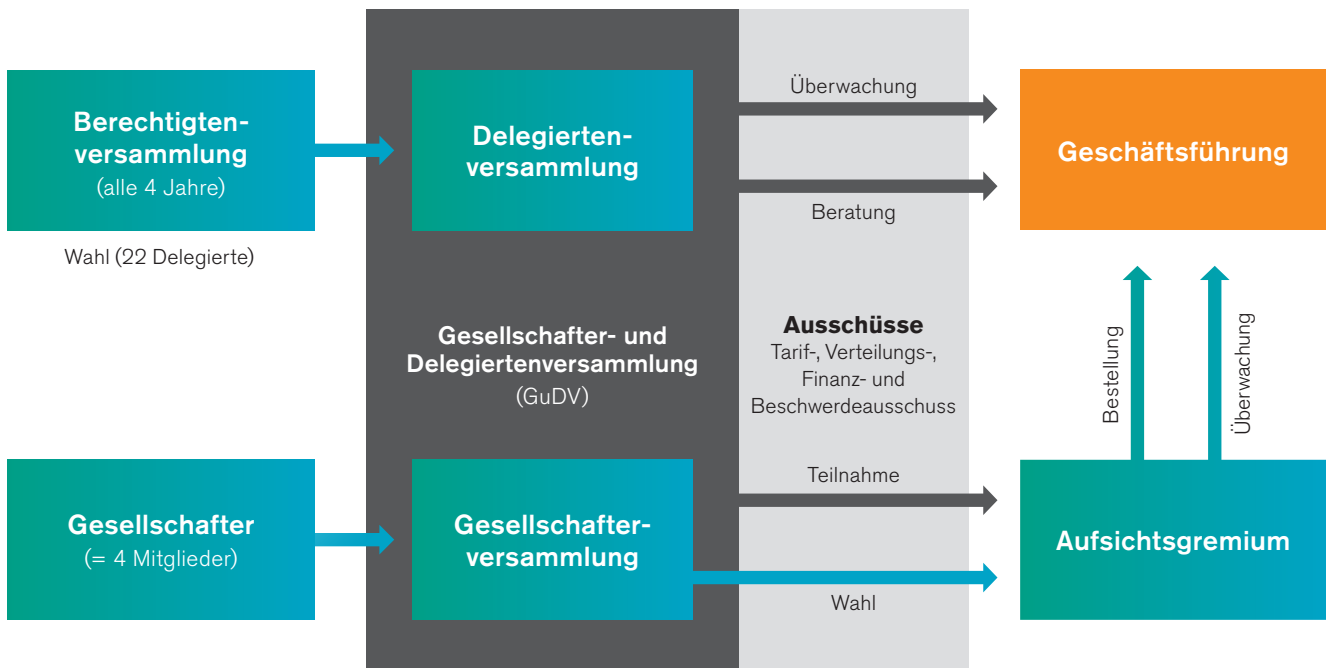 Berechtigten-
versammlung
(alle 4 Jahre)
Wahl (22 Delegierte)
Delegierten-
versammlung
Überwachung
Beratung
Geschäftsführung
Gesellschafter- und
Delegiertenversammlung
(GuDV)
Ausschüsse
Tarif-, Verteilungs-,
Finanz- und
Beschwerdeausschuss
Bestellung
Überwachung
Gesellschafter
(= 4 Mitglieder)
Gesellschafter-
versammlung
Teilnahme
Wahl
Aufsichtsgremium